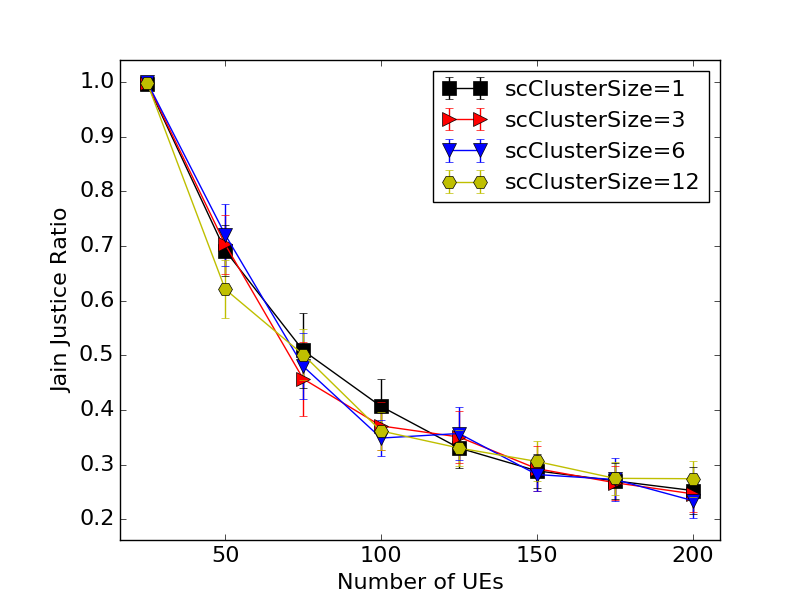 1.0
0.9
0.8
0.7
0.6
0.5
0.4
0.3
0.2
Jain Justice Ratio
scClusterSize=1
scClusterSize=3
scClusterSize=6
scClusterSize=12
50 100 150 200
Number of UEs